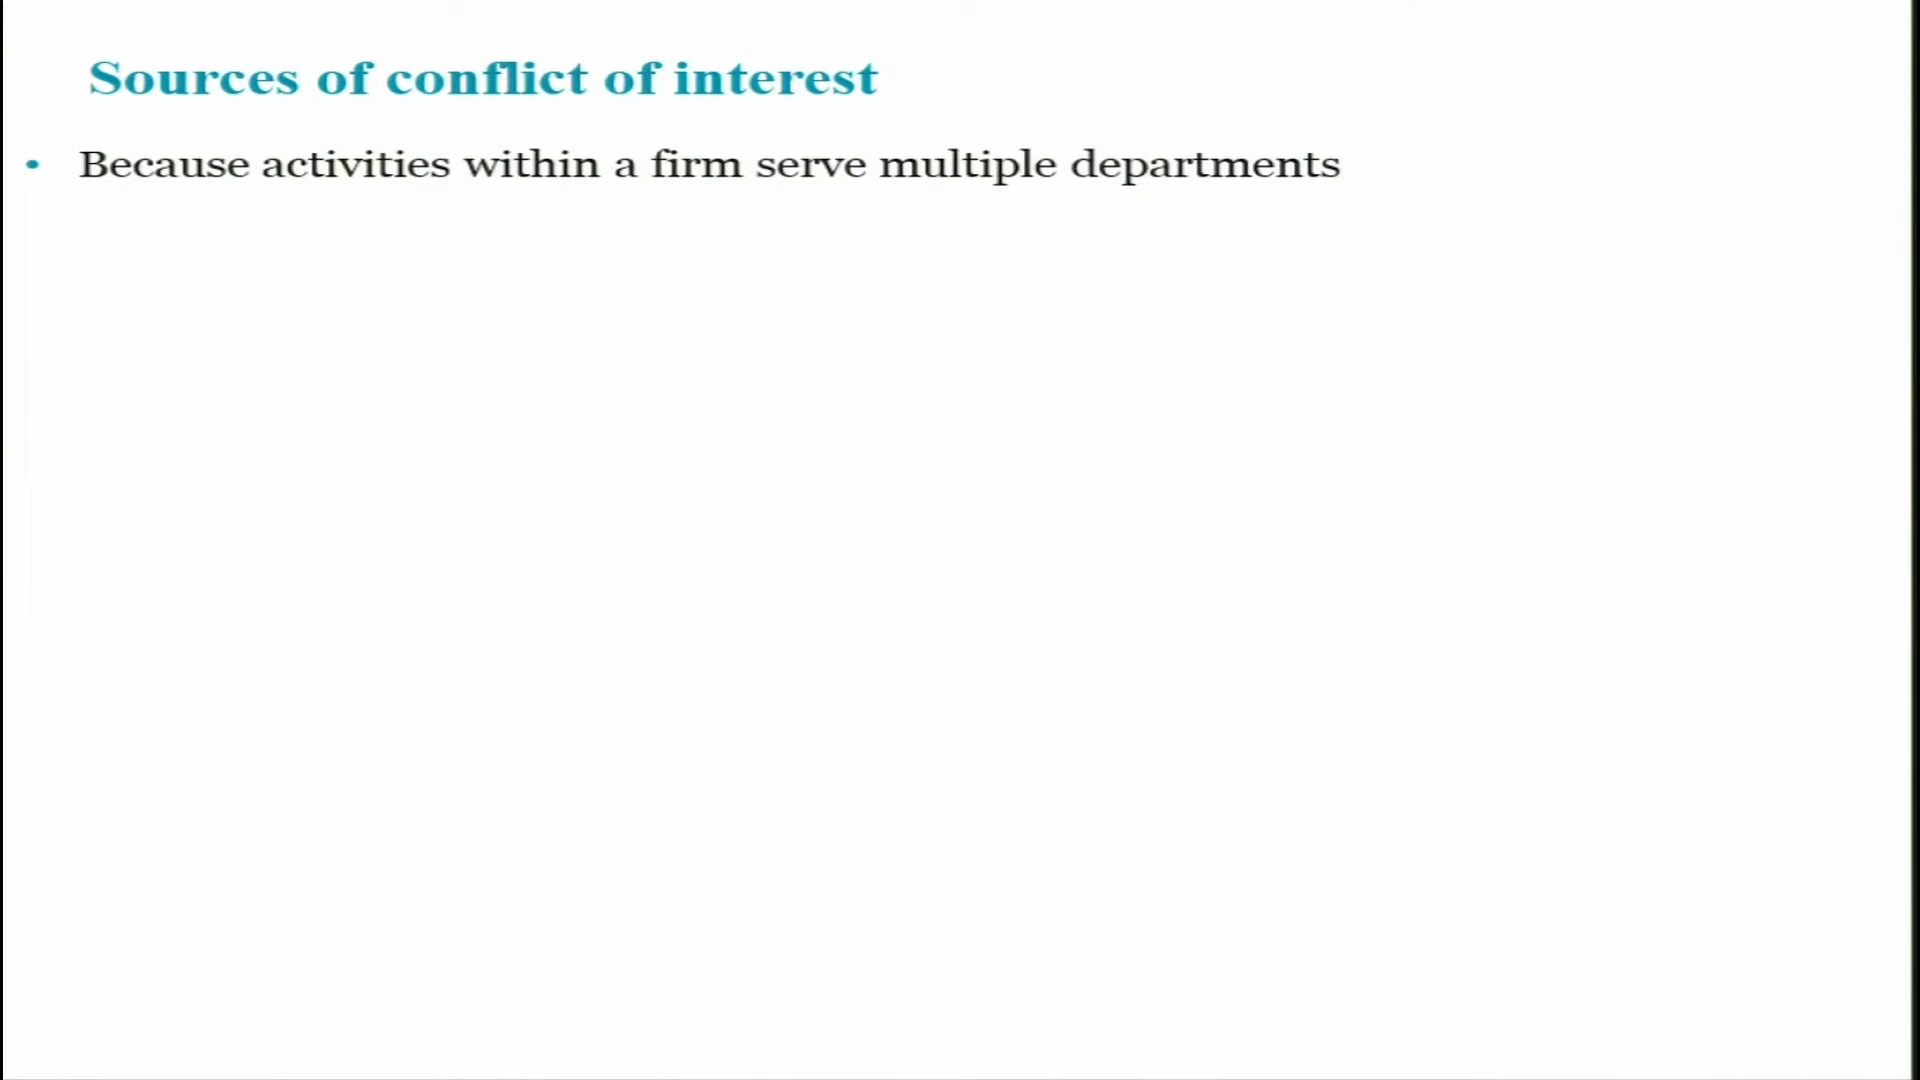 Sources of conflict of interest
• Because activities within a firm serve multiple departments